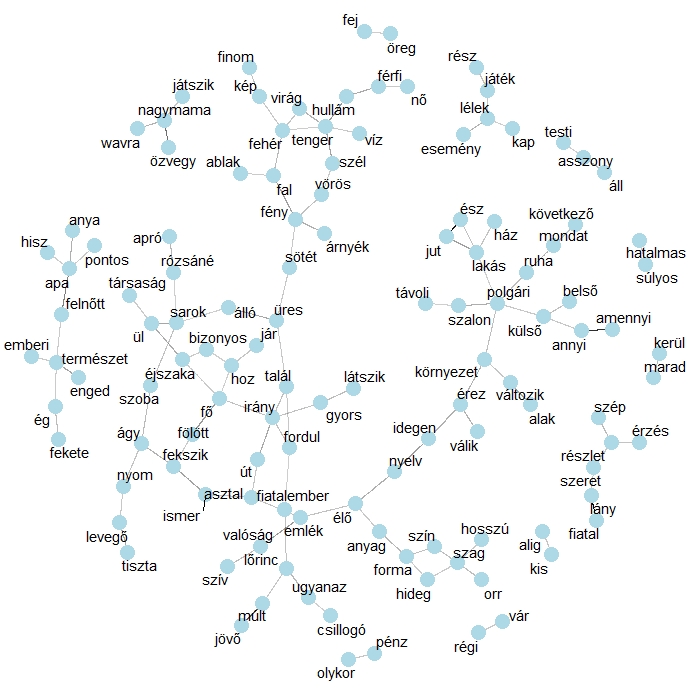 fej
öreg
finom
rész
férfi
játszik
kép
játék
virág
nő
nagymama
hullám
lélek
wavra
fehér
tenger
víz
testi
özvegy
esemény
kap
ablak
szél
asszony
fal
vörös
áll
fény
ész
következő
anya
ház
mondat
hisz
apró
árnyék
jut
hatalmas
pontos
rózsáné
sötét
lakás
ruha
súlyos
apa
társaság
távoli
polgári
belső
felnőtt
sarok
álló
üres
szalon
külső
amennyi
ül
bizonyos
jár
annyi
kerül
emberi
természet
marad
éjszaka
hoz
talál
látszik
környezet
enged
szoba
érez
változik
ég
fő
irány
gyors
szép
alak
idegen
ágy
fölött
fordul
érzés
fekete
válik
fekszik
részlet
nyom
út
nyelv
szeret
asztal
fiatalember
ismer
lány
élő
levegő
valóság
emlék
szín
hosszú
fiatal
lőrinc
anyag
alig
tiszta
szag
szív
forma
kis
ugyanaz
hideg
orr
múlt
vár
jövő
csillogó
régi
pénz
olykor